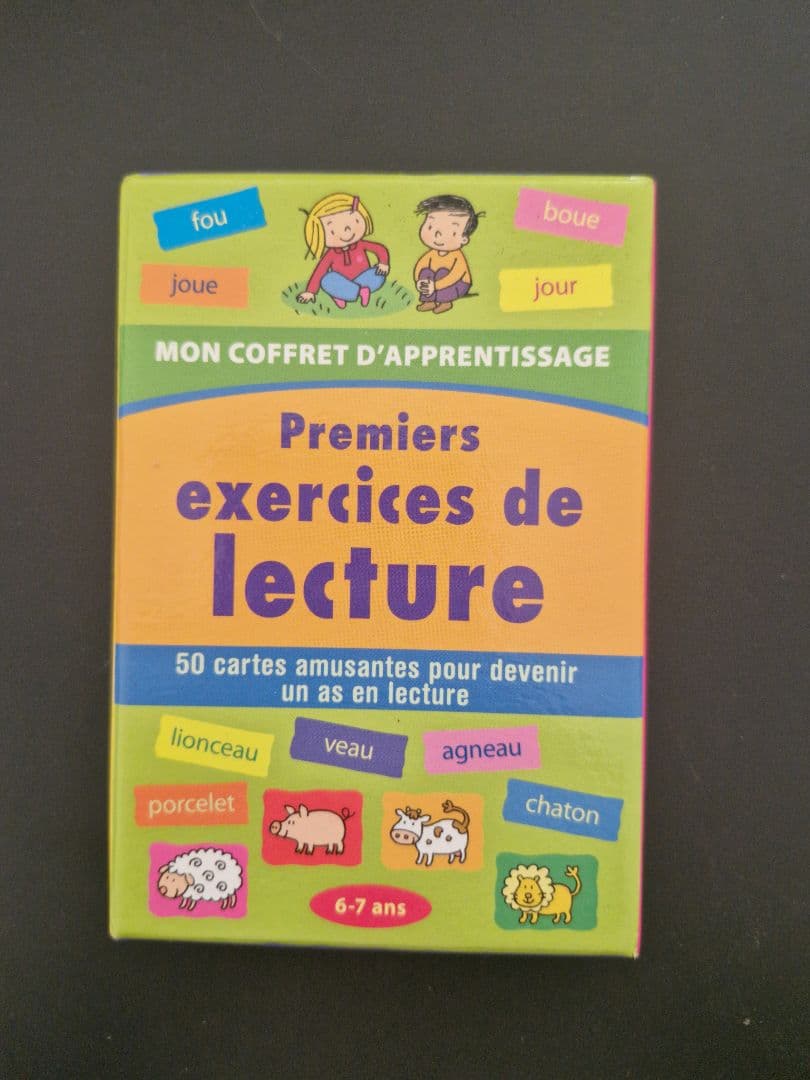 fou
boue
joue
jour
MON COFFRET D'APPRENTISSAGE
Premiers
exercices de
lecture
50 cartes amusantes pour devenir
un as en lecture
lionceau
veau
agneau
porcelet
chaton
6-7 ans